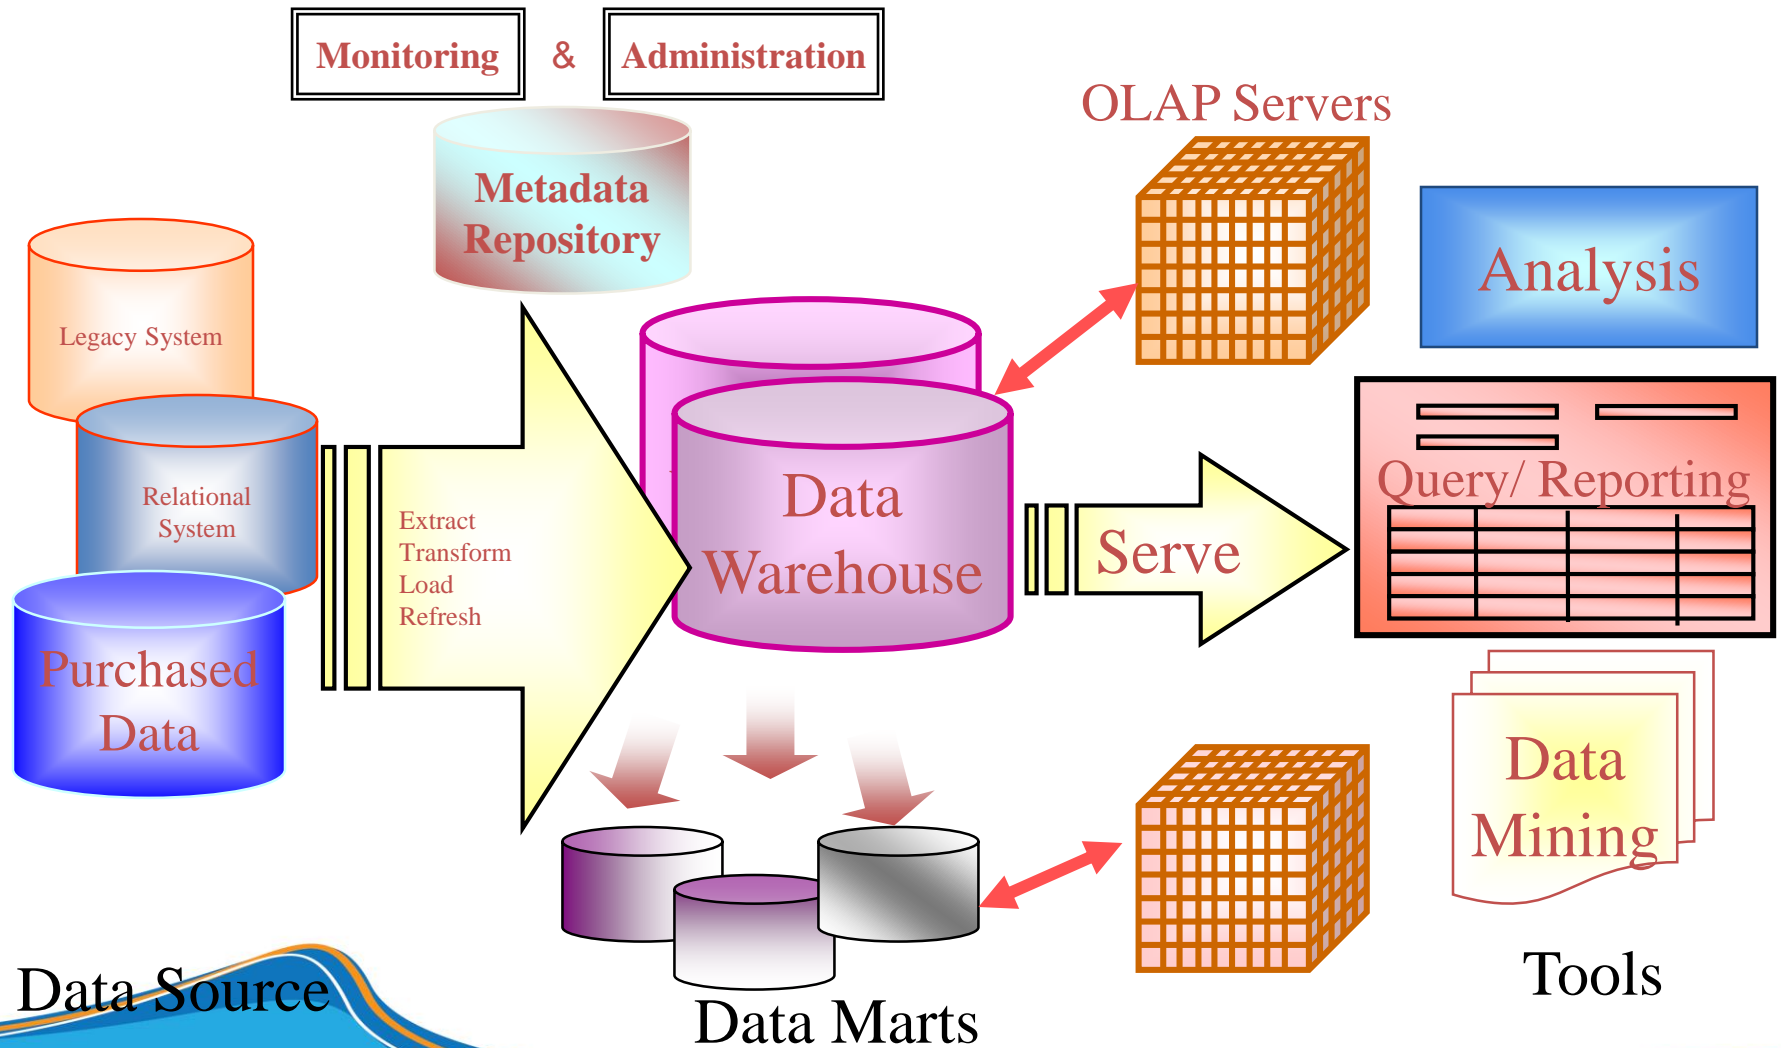 Monitoring & Administration
Metadata
Repository
OLAP Servers
Legacy System
Relational
System
Purchased
Data
Extract
Transform
Load
Refresh
Data
Warehouse
Serve
Analysis
Query/ Reporting
Data
Mining
Data Source
Data Marts
Tools